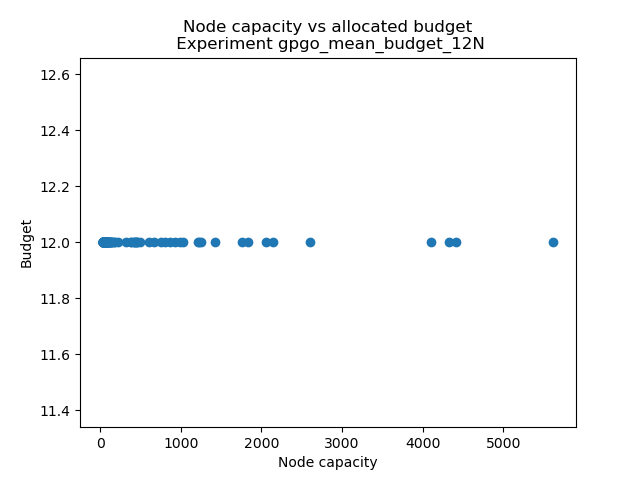 Node capacity vs allocated budget
Experiment gpgo_mean_budget_12N
12.6
12.4
12.2
12.0
11.8
11.6
11.4
Budget
0 1000 2000 3000 4000 5000
Node capacity